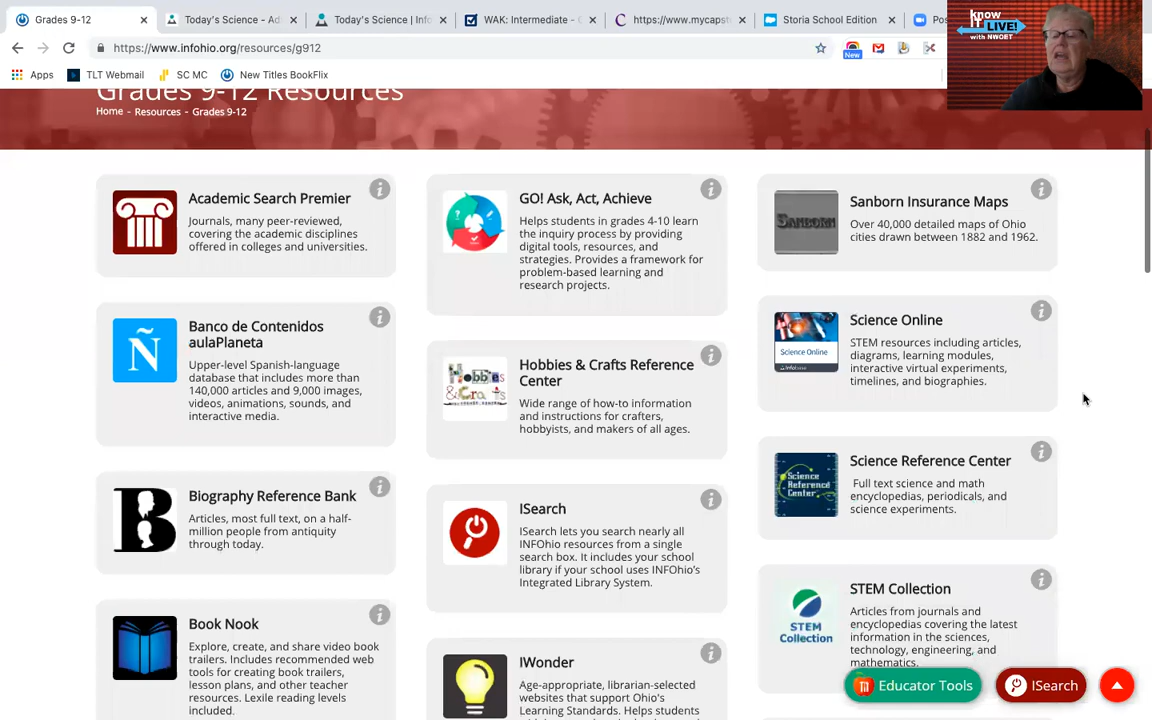 Grades 9-12
Today's Science - Ad
Today's Science | Info
WAK: Intermediate -
https://www.mycapst
Storia School Edition
Pos
https://www.infohio.org/resources/g912
New
Apps
TLT Webmail
SC MC
New Titles BookFlix
know
IT LIVE!
with NWOET
Grades 9-12 Resources
Home - Resources - Grades 9-12
Academic Search Premier
Journals, many peer-reviewed,
covering the academic disciplines
offered in colleges and universities.
Banco de Contenidos
aulaPlaneta
Upper-level Spanish-language
database that includes more than
140,000 articles and 9,000 images,
videos, animations, sounds, and
interactive media.
Ñ
Biography Reference Bank
Articles, most full text, on a half-
million people from antiquity
through today.
B
Book Nook
Explore, create, and share video book
trailers. Includes recommended web
tools for creating book trailers,
lesson plans, and other teacher
resources. Lexile reading levels
included.
GO! Ask, Act, Achieve
Helps students in grades 4-10 learn
the inquiry process by providing
digital tools, resources, and
strategies. Provides a framework for
problem-based learning and
research projects.
Hobbies & Crafts Reference
Center
Wide range of how-to information
and instructions for crafters,
hobbyists, and makers of all ages.
Hobbies
& Crafts
ISearch
ISearch lets you search nearly all
INFOhio resources from a single
search box. It includes your school
library if your school uses INFOhio's
Integrated Library System.
IWonder
Age-appropriate, librarian-selected
websites that support Ohio's
Learning Standards. Helps students
Sanborn Insurance Maps
Over 40,000 detailed maps of Ohio
cities drawn between 1882 and 1962.
SANBORN
Science Online
STEM resources including articles,
diagrams, learning modules,
interactive virtual experiments,
timelines, and biographies.
Science Online
Infobase
Science Reference Center
Full text science and math
encyclopedias, periodicals, and
science experiments.
Science
Reference
Center
STEM Collection
Articles from journals and
encyclopedias covering the latest
information in the sciences,
technology, engineering, and
mathematics.
STEM
Collection
Educator Tools
ISearch